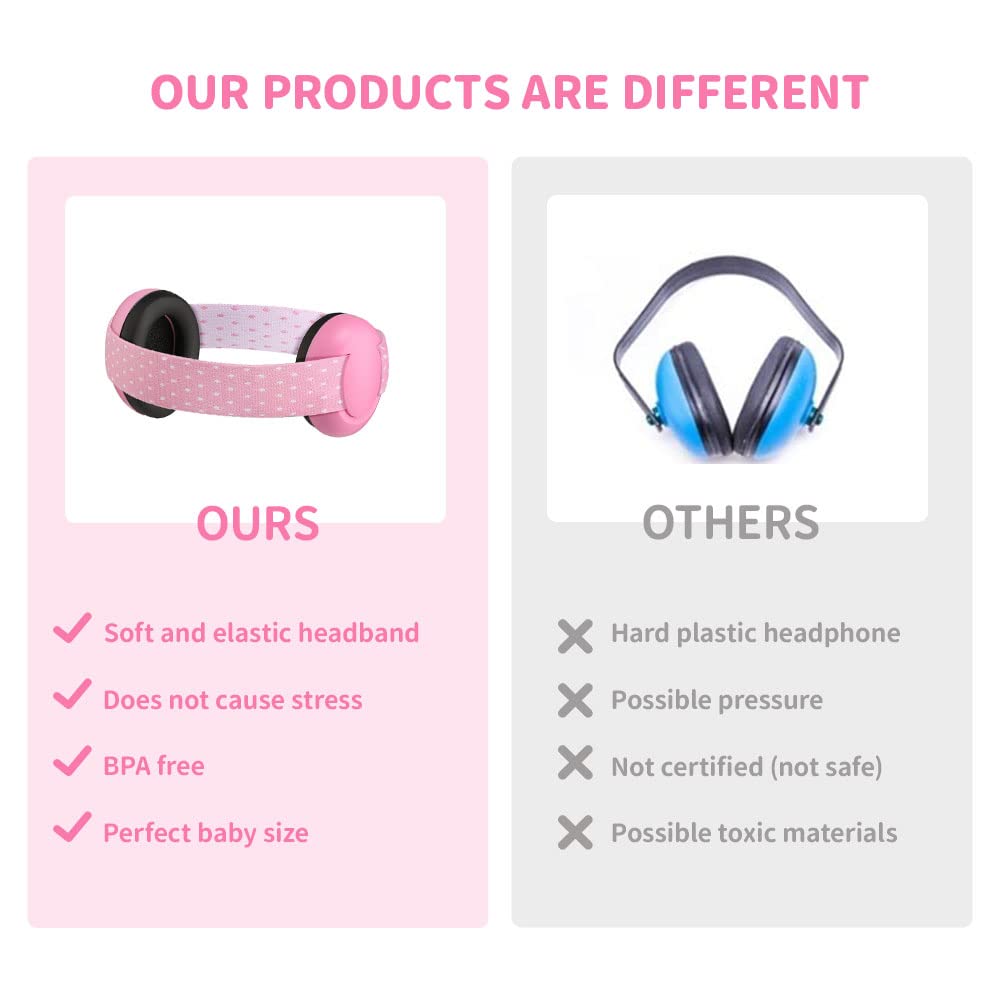 OUR PRODUCTS ARE DIFFERENT
OURS
Soft and elastic headband
Does not cause stress
BPA free
Perfect baby size
OTHERS
Hard plastic headphone
Possible pressure
Not certified (not safe)
Possible toxic materials